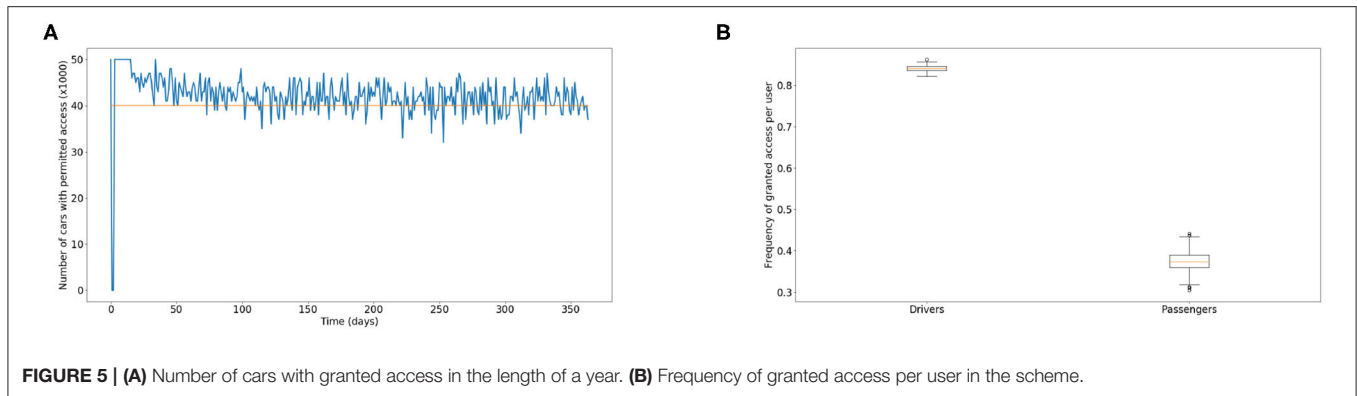 A
B
Number of cars with permitted access (x1000)
50
40
30
20
10
0
0
50
100
150
200
250
300
350
Time (days)
Frequency of granted access per user
0.8
0.7
0.6
0.5
0.4
0.3
Drivers
Passengers
FIGURE 5 | (A) Number of cars with granted access in the length of a year. (B) Frequency of granted access per user in the scheme.